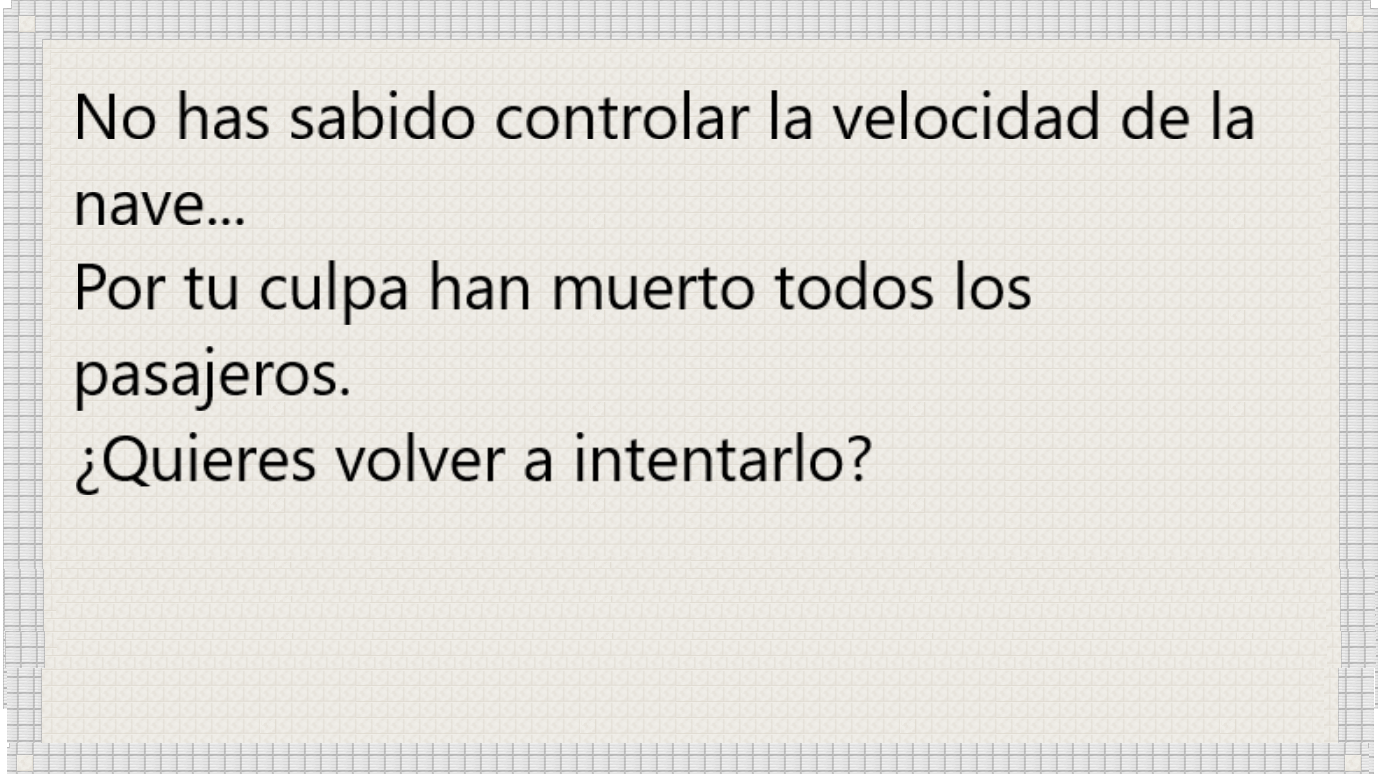 No has sabido controlar la velocidad de la
nave...
Por tu culpa han muerto todos los
pasajeros.
¿Quieres volver a intentarlo?